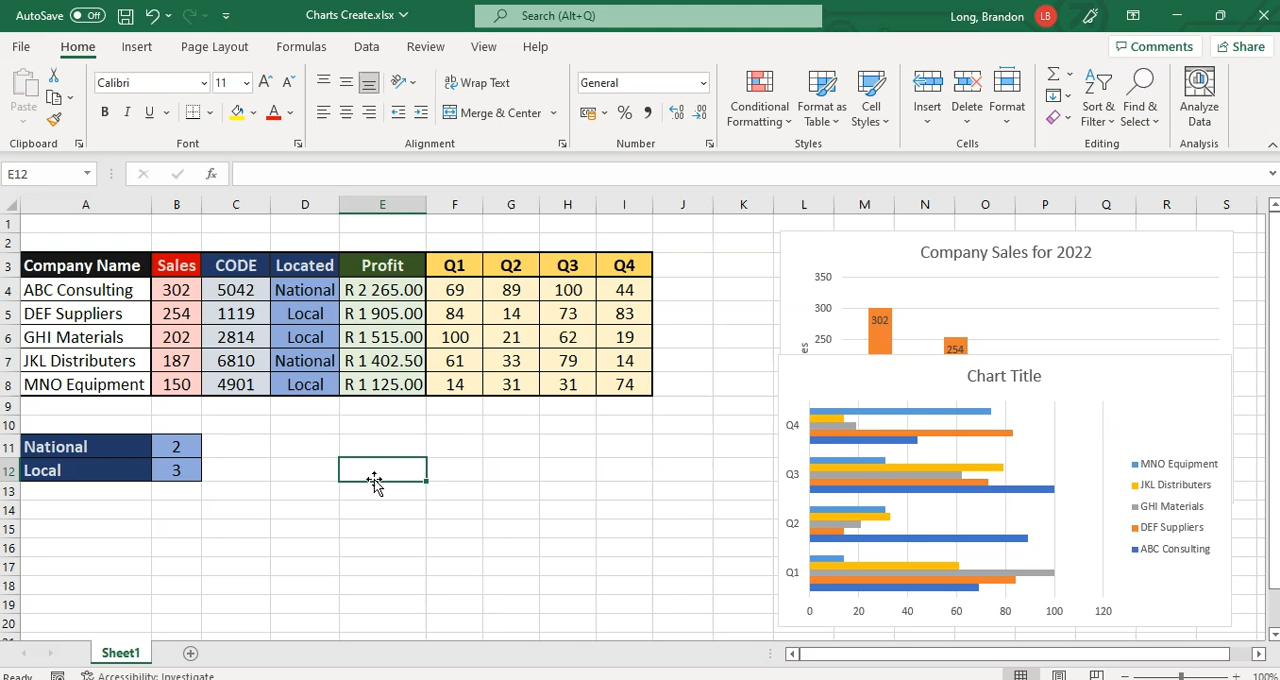 AutoSave Off Charts Create.xlsx Search (Alt+Q) Long, Brandon LB
File Home Insert Page Layout Formulas Data Review View Help Comments Share
Paste Calibri 11 Wrap Text General Conditional Formatting Format as Table Cell Styles Insert Delete Format Sort & Filter Find & Select Analyze Data
B I U A Merge & Center % 
Clipboard Font Alignment Number Styles Cells Editing Analysis
E12 fx
A B C D E F G H I J K L M N O P Q R S
1
2
3 Company Name Sales CODE Located Profit Q1 Q2 Q3 Q4
4 ABC Consulting 302 5042 National R 2 265.00 69 89 100 44
5 DEF Suppliers 254 1119 Local R 1 905.00 84 14 73 83
6 GHI Materials 202 2814 Local R 1 515.00 100 21 62 19
7 JKL Distributers 187 6810 National R 1 402.50 61 33 79 14
8 MNO Equipment 150 4901 Local R 1 125.00 14 31 31 74
9
10
11 National 2
12 Local 3
13
14
15
16
17
18
19
20
Company Sales for 2022
350
300
250
302
254
Chart Title
Q4
Q3
Q2
Q1
0 20 40 60 80 100 120
MNO Equipment
JKL Distributers
GHI Materials
DEF Suppliers
ABC Consulting
Sheet1
Ready Accessibility: Investigate 100%